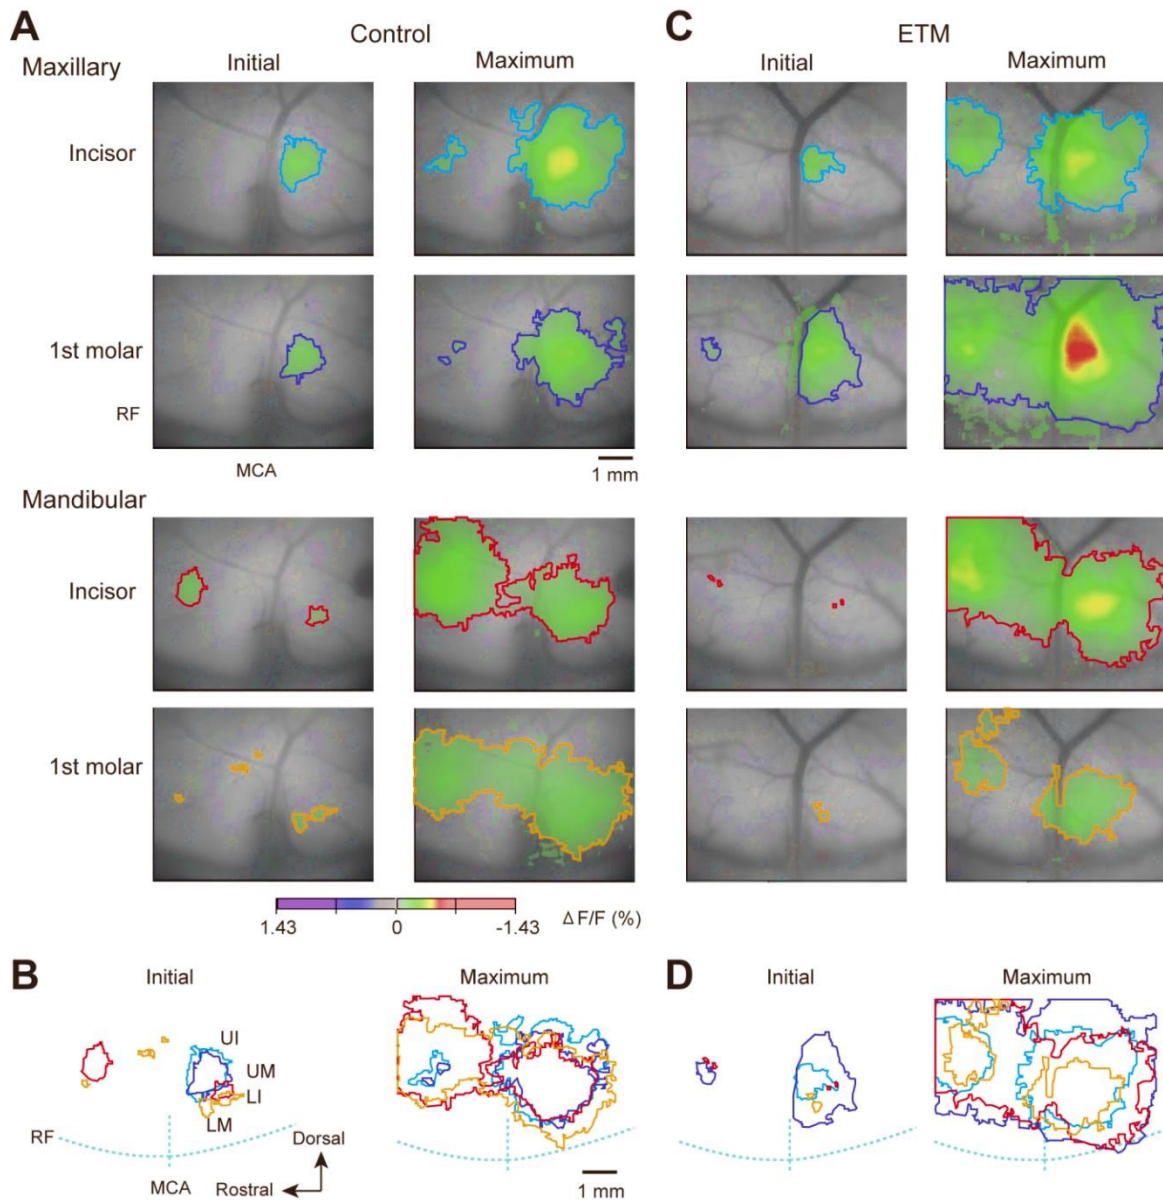 A
Control
C
ETM
Maxillary
Initial
Maximum
Initial
Maximum
Incisor
1st molar
RF
MCA
1 mm
Mandibular
Incisor
1st molar
1.43
0
-1.43
Δ F/F (%)
B
Initial
Maximum
D
Initial
Maximum
UI
UM
LI
LM
RF
Dorsal
MCA
Rostral
1 mm